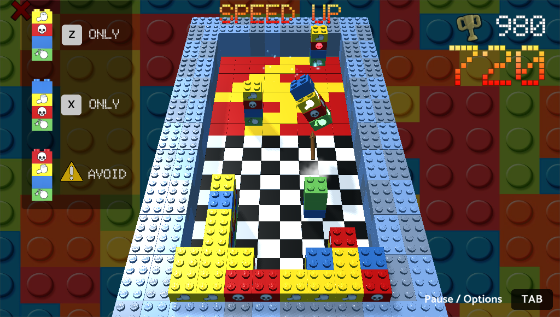 SPEED UP
980
720
Z ONLY
X ONLY
AVOID
Pause / Options TAB